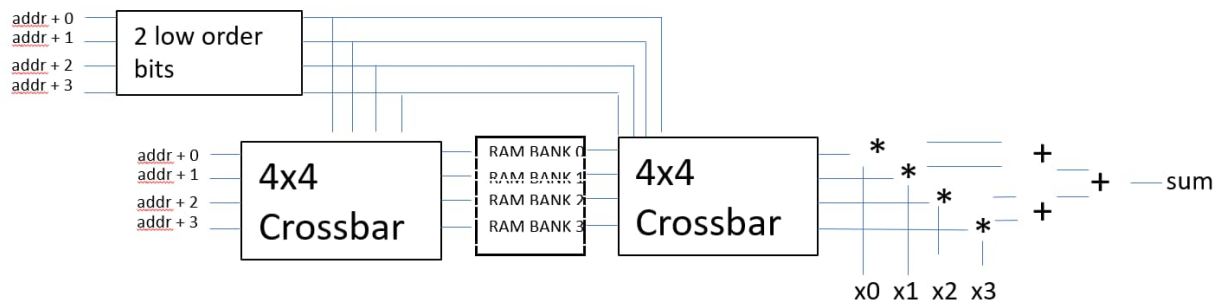 addr + 0
addr + 1
addr + 2
addr + 3
2 low order
bits
addr + 0
addr + 1
addr + 2
addr + 3
4x4
Crossbar
RAM BANK 0
RAM BANK 1
RAM BANK 2
RAM BANK 3
4x4
Crossbar
*
*
*
*
+
+
+
sum
x0 x1 x2 x3